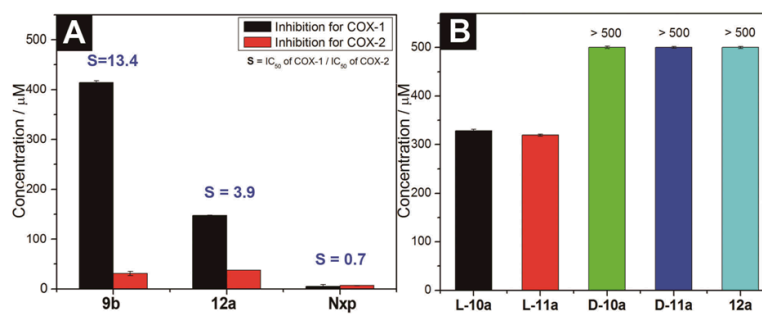 A
Inhibition for COX-1
Inhibtion for COX-2
S = IC50 of COX-1 / IC50 of COX-2
S=13.4
S = 3.9
S = 0.7
Concentration / μM
500
400
300
200
100
0
9b
12a
Nxp
B
> 500
> 500
> 500
Concentration / μM
500
400
300
200
100
0
L-10a
L-11a
D-10a
D-11a
12a